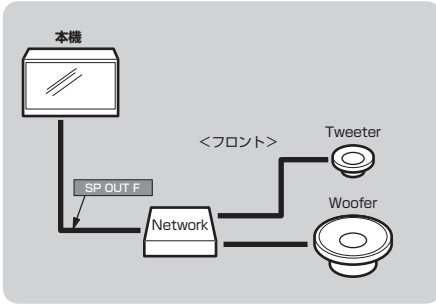 本機
<フロント>
Tweeter
SP OUT F
Woofer
Network